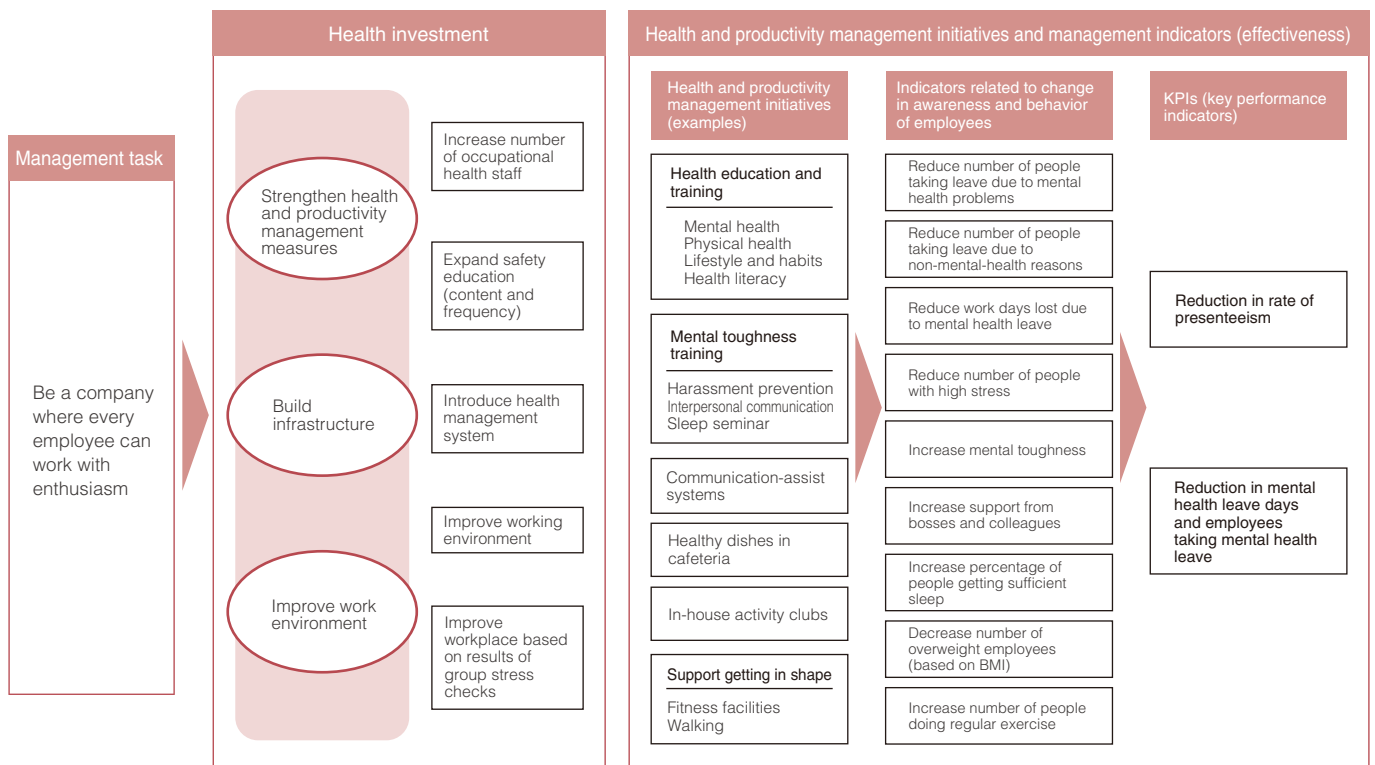 Management task
Be a company
where every
employee can
work with
enthusiasm
Health investment
Strengthen health
and productivity
management
measures
Build
infrastructure
Improve work
environment
Increase number
of occupational
health staff
Expand safety
education
(content and
frequency)
Introduce health
management
system
Improve working
environment
Improve
workplace based
on results of
group stress
checks
Health and productivity management initiatives and management indicators (effectiveness)
Health and productivity
management initiatives
(examples)
Health education and
training
Mental health
Physical health
Lifestyle and habits
Health literacy
Mental toughness
training
Harassment prevention
Interpersonal communication
Sleep seminar
Communication-assist
systems
Healthy dishes in
cafeteria
In-house activity clubs
Support getting in shape
Fitness facilities
Walking
Indicators related to change
in awareness and behavior
of employees
Reduce number of people
taking leave due to mental
health problems
Reduce number of people
taking leave due to
non-mental-health reasons
Reduce work days lost due
to mental health leave
Reduce number of people
with high stress
Increase mental toughness
Increase support from
bosses and colleagues
Increase percentage of
people getting sufficient
sleep
Decrease number of
overweight employees
(based on BMI)
Increase number of people
doing regular exercise
KPIs (key performance
indicators)
Reduction in rate of
presenteeism
Reduction in mental
health leave days
and employees
taking mental health
leave